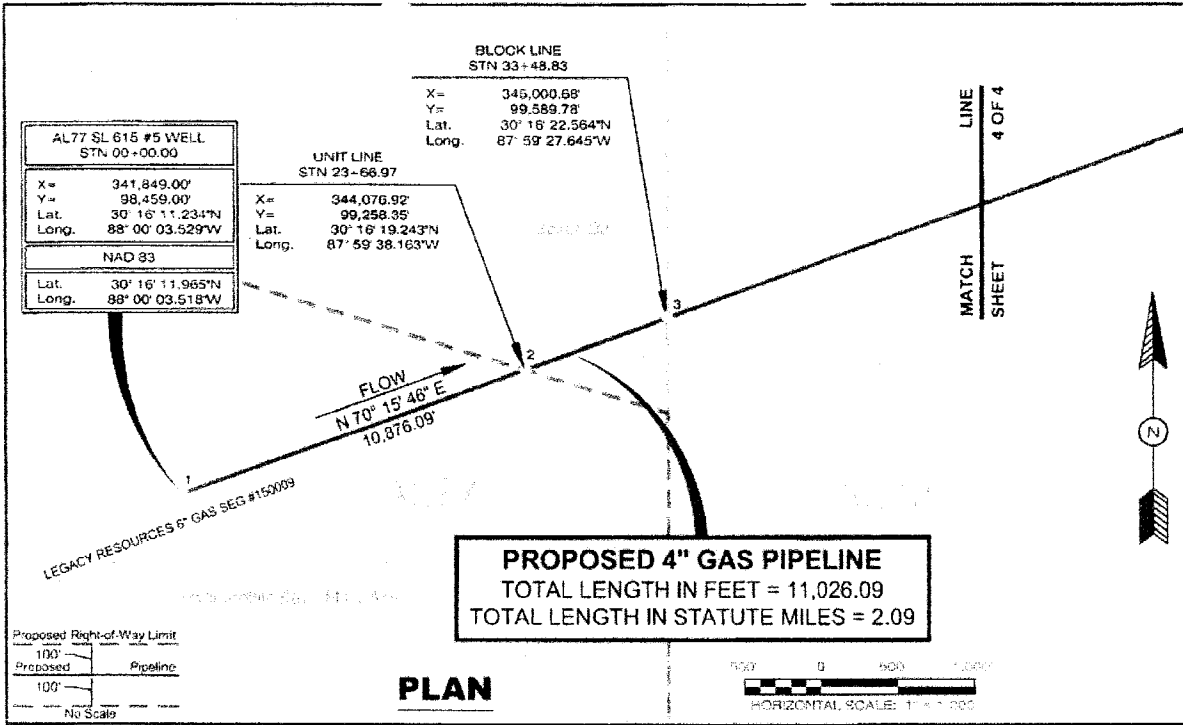 BLOCK LINE
STN 33+48.83
X= 345,000.68'
Y= 99,589.78'
Lat. 30° 16' 22.564"N
Long. 87° 59' 27.645"W
AL77 SL 615 #5 WELL
STN 00+00.00
X= 341,849.00'
Y= 98,459.00'
Lat. 30° 16' 11.234"N
Long. 88° 00' 03.529"W
NAD 83
Lat. 30° 16' 11.965"N
Long. 88° 00' 03.518"W
UNIT LINE
STN 23+66.97
X= 344,076.92'
Y= 99,258.35'
Lat. 30° 16' 19.243"N
Long. 87° 59' 38.163"W
MATCH LINE
SHEET 4 OF 4
3
2
1
FLOW
N 70° 15' 46" E
10,876.09'
LEGACY RESOURCES 6" GAS SEG #150009
N
PROPOSED 4" GAS PIPELINE
TOTAL LENGTH IN FEET = 11,026.09
TOTAL LENGTH IN STATUTE MILES = 2.09
Proposed Right-of-Way Limit
100'
Proposed Pipeline
100'
No Scale
PLAN
500' 0 500' 1,000'
HORIZONTAL SCALE: 1" = 1,000'